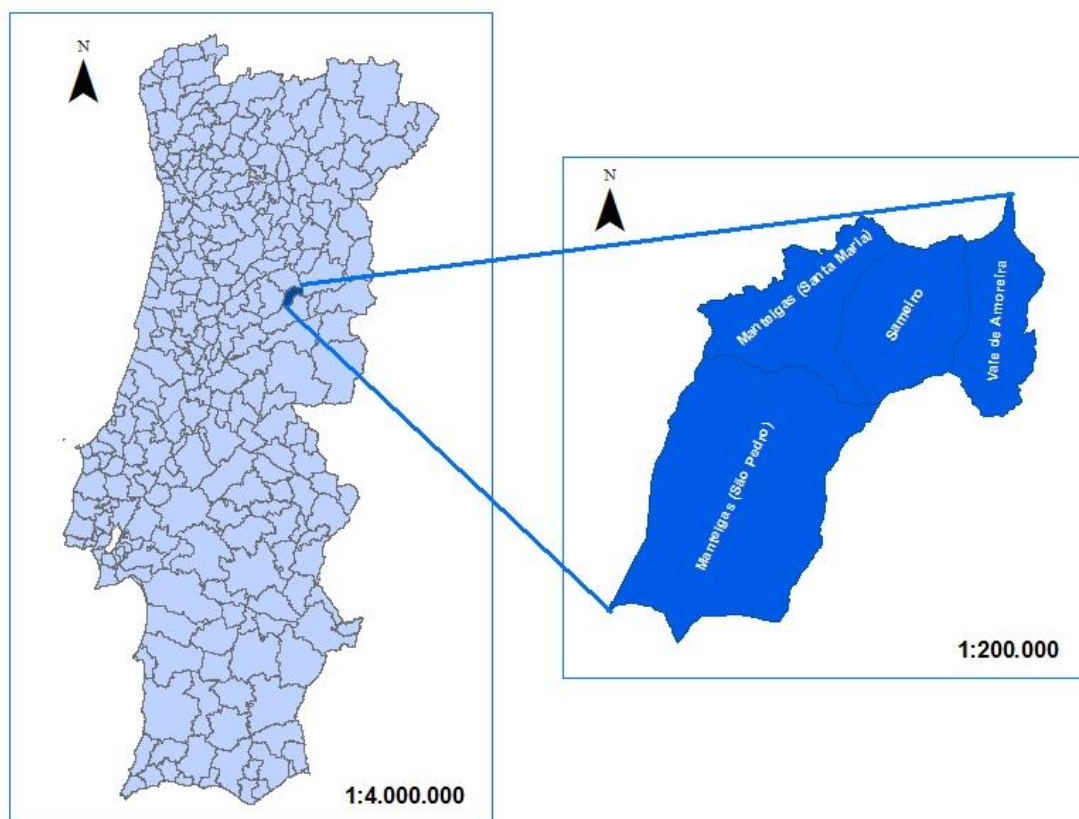 N
1:4.000.000
N
Manteigas (Santa Maria)
Sameiro
Vale de Amoreira
Manteigas (São Pedro)
1:200.000